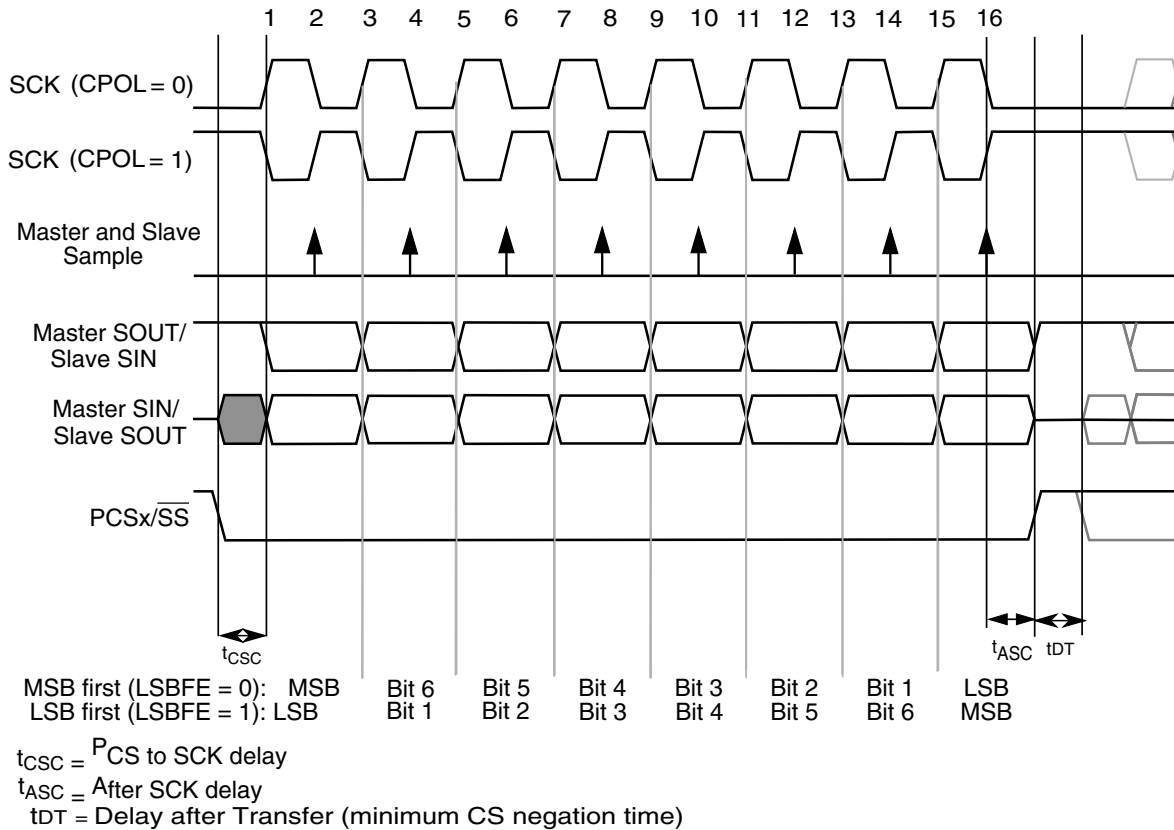 1 2 3 4 5 6 7 8 9 10 11 12 13 14 15 16
SCK (CPOL = 0)
SCK (CPOL = 1)
Master and Slave
Sample
Master SOUT/
Slave SIN
Master SIN/
Slave SOUT
PCSx/SS
tCSC
tASC tDT
MSB first (LSBFE = 0): MSB Bit 6 Bit 5 Bit 4 Bit 3 Bit 2 Bit 1 LSB
LSB first (LSBFE = 1): LSB Bit 1 Bit 2 Bit 3 Bit 4 Bit 5 Bit 6 MSB
tCSC = PCS to SCK delay
tASC = After SCK delay
tDT = Delay after Transfer (minimum CS negation time)